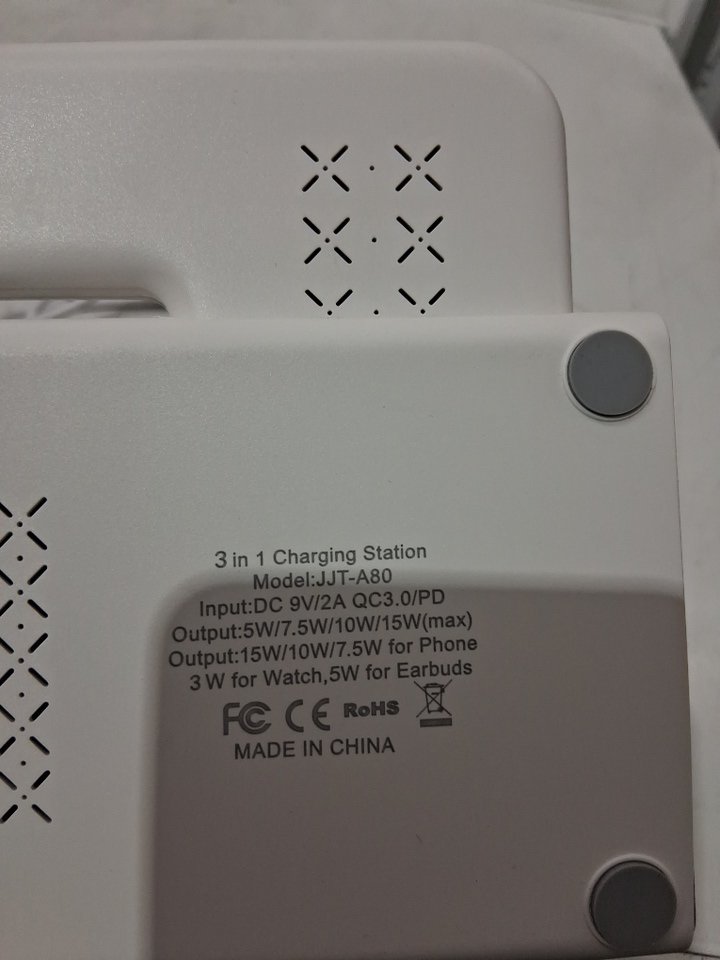 3 in 1 Charging Station
Model:JJT-A80
Input:DC 9V/2A QC3.0/PD
Output:5W/7.5W/10W/15W(max)
Output:15W/10W/7.5W for Phone
3 W for Watch,5W for Earbuds
FC CE RoHS
MADE IN CHINA